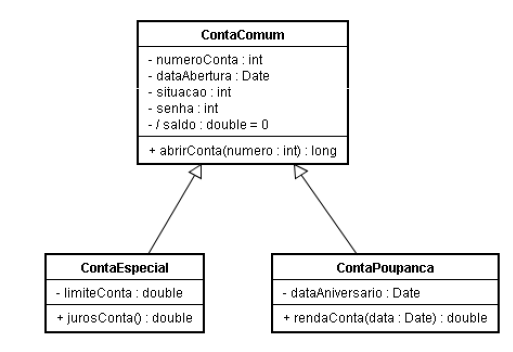 ContaComum
- numeroConta : int
- dataAbertura : Date
- situacao : int
- senha : int
- / saldo : double = 0
+ abrirConta(numero : int) : long
ContaEspecial
- limiteConta : double
+ jurosConta() : double
ContaPoupanca
- dataAniversario : Date
+ rendaConta(data : Date) : double